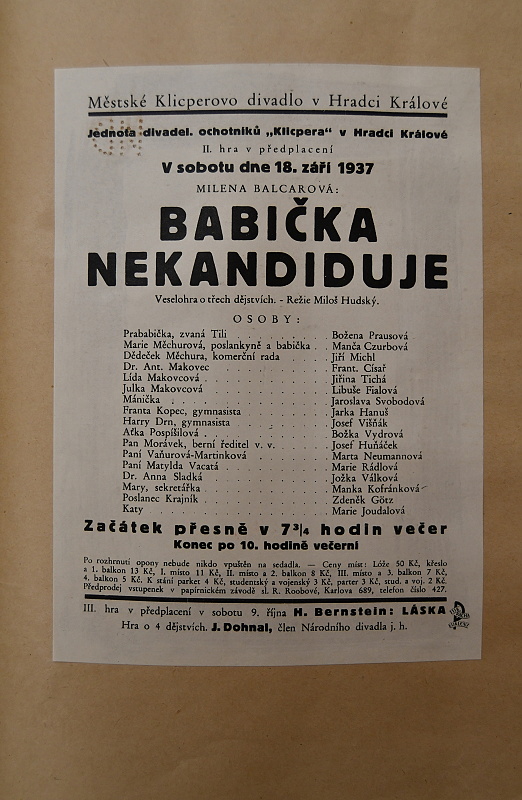 Městské Klicperovo divadlo v Hradci Králové
Jednota divadel. ochotníků „Klicpera" v Hradci Králové
II. hra v předplacení
V sobotu dne 18. září 1937
MILENA BALCAROVÁ:
BABIČKA
NEKANDIDUJE
Veselohra o třech dějstvích. - Režie Miloš Hudský.
OSOBY:
Prababička, zvaná Tili . . . . . . . . Božena Prausová
Marie Měchurová, poslankyně a babička . . Manča Czurbová
Dědeček Měchura, komerční rada . . . . Jiří Michl
Dr. Ant. Makovec . . . . . . . . . Frant. Císař
Lída Makovcová . . . . . . . . . . Jiřina Tichá
Julka Makovcová . . . . . . . . . Libuše Fialová
Mánička . . . . . . . . . . . . Jaroslava Svobodová
Franta Kopec, gymnasista . . . . . . . Jarka Hanuš
Harry Drn, gymnasista . . . . . . . . Josef Višňák
Aťka Pospíšilová . . . . . . . . . . Božka Vydrová
Pan Morávek, berní ředitel v. v. . . . . . Josef Huňáček
Paní Vaňurová-Martinková . . . . . . Marta Neumannová
Paní Matylda Vacatá . . . . . . . . Marie Rádlová
Dr. Anna Sladká . . . . . . . . . Jožka Válková
Mary, sekretářka . . . . . . . . . Manka Kofránková
Poslanec Krajník . . . . . . . . . Zdeněk Götz
Katy . . . . . . . . . . . . . Marie Joudalová
Začátek přesně v 7¾ hodin večer
Konec po 10. hodině večerní
Po rozhrnutí opony nebude nikdo vpuštěn na sedadla. — Ceny míst: Lóže 50 Kč, křeslo
a 1. balkon 13 Kč, I. místo 11 Kč, II. místo a 2. balkon 8 Kč, III. místo a 3. balkon 7 Kč,
4. balkon 5 Kč. K stání parket 4 Kč, studentský a vojenský 3 Kč, parter 3 Kč, stud. a voj. 2 Kč.
Předprodej vstupenek v papírnickém závodě sl. R. Roobové, Karlova 689, telefon číslo 427.
III. hra v předplacení v sobotu 9. října H. Bernstein: LÁSKA
Hra o 4 dějstvích. J. Dohnal, člen Národního divadla j. h.